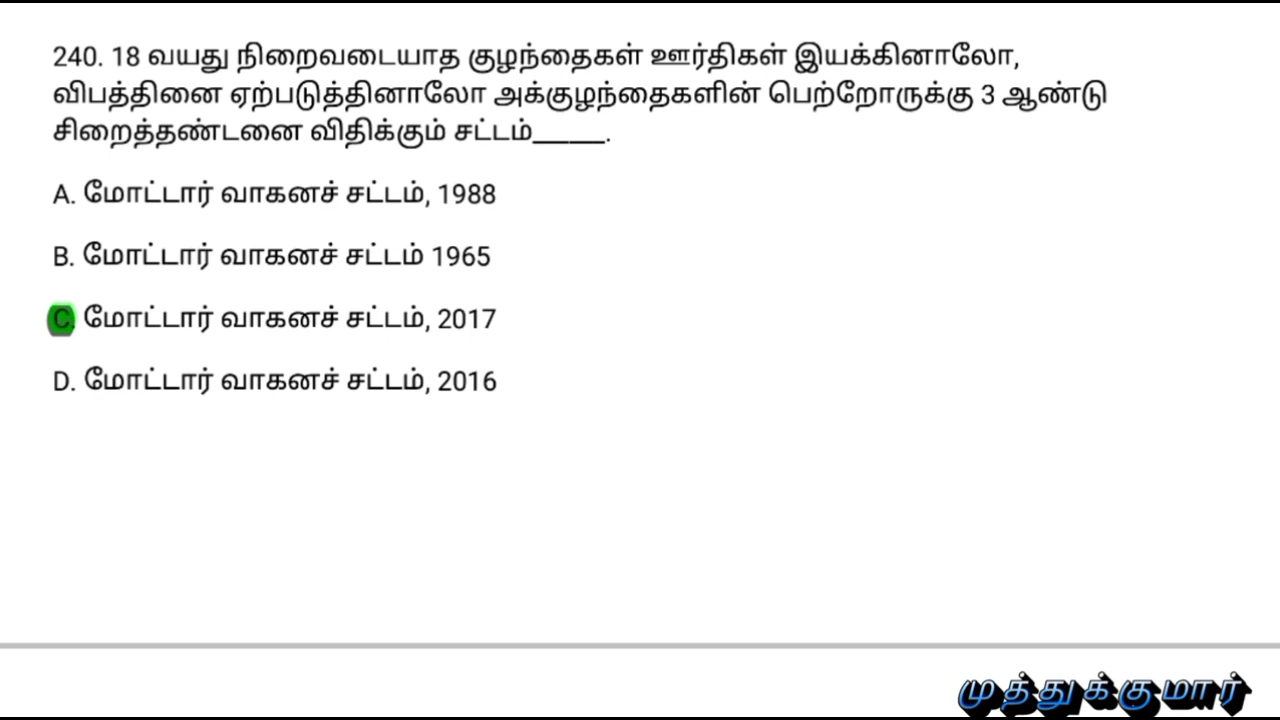 240. 18 வயது நிறைவடையாத குழந்தைகள் ஊர்திகள் இயக்கினாலோ,
விபத்தினை ஏற்படுத்தினாலோ அக்குழந்தைகளின் பெற்றோருக்கு 3 ஆண்டு
சிறைத்தண்டனை விதிக்கும் சட்டம்_____.
A. மோட்டார் வாகனச் சட்டம், 1988
B. மோட்டார் வாகனச் சட்டம் 1965
C. மோட்டார் வாகனச் சட்டம், 2017
D. மோட்டார் வாகனச் சட்டம், 2016
முத்துக்குமார்